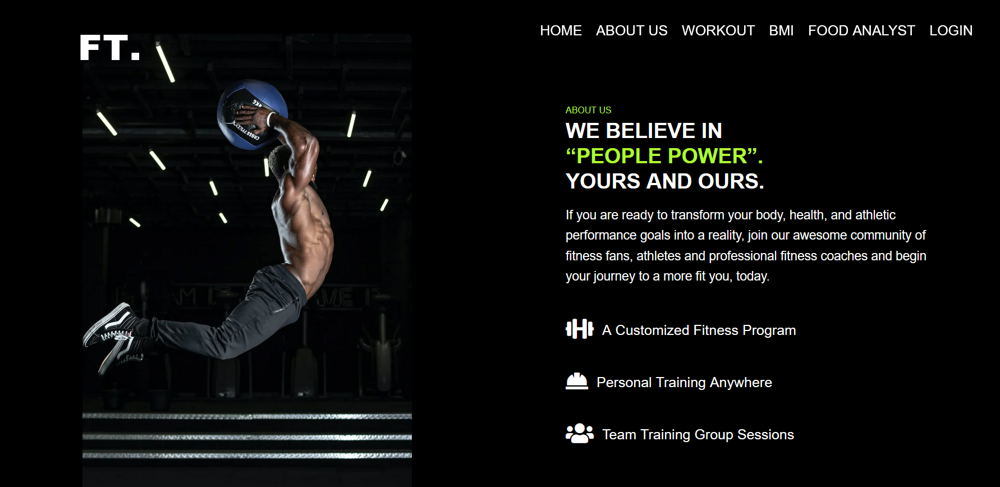 FT.
HOME ABOUT US WORKOUT BMI FOOD ANALYST LOGIN
4KG
CROSS
ABOUT US
WE BELIEVE IN
“PEOPLE POWER”.
YOURS AND OURS.
If you are ready to transform your body, health, and athletic
performance goals into a reality, join our awesome community of
fitness fans, athletes and professional fitness coaches and begin
your journey to a more fit you, today.
A Customized Fitness Program
Personal Training Anywhere
Team Training Group Sessions